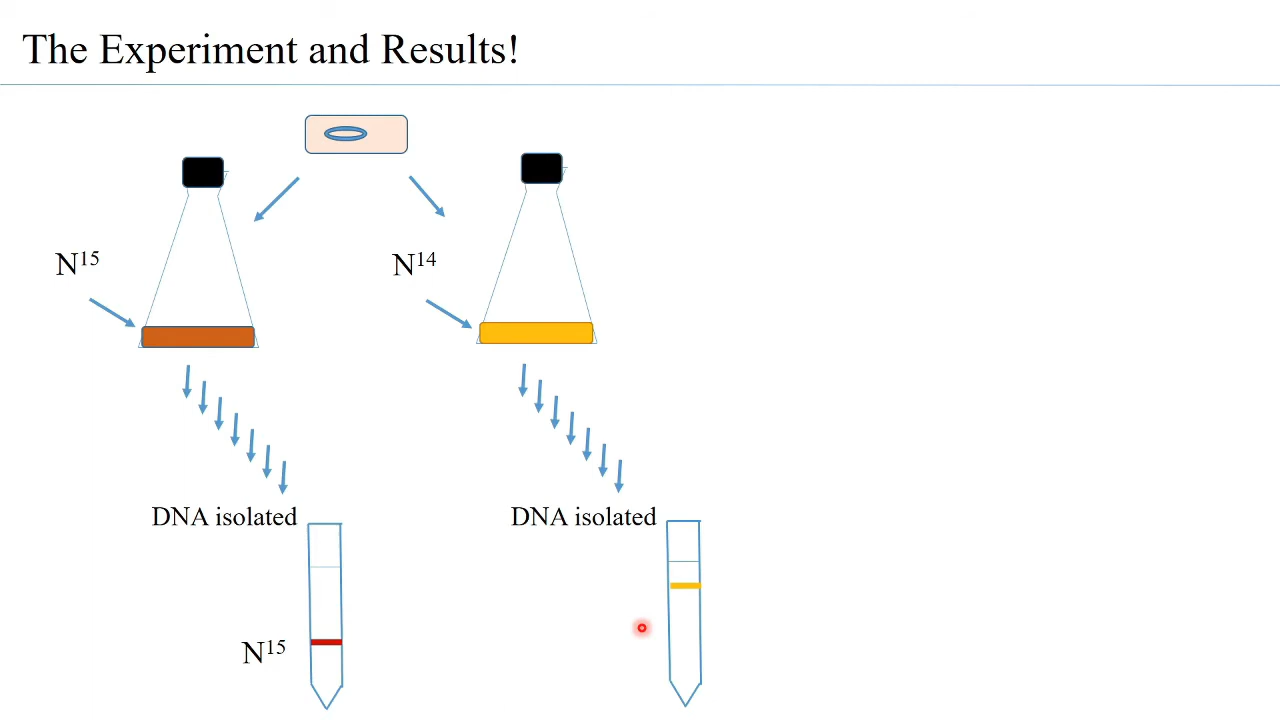 The Experiment and Results!
N¹⁵
N¹⁴
DNA isolated
DNA isolated
N¹⁵